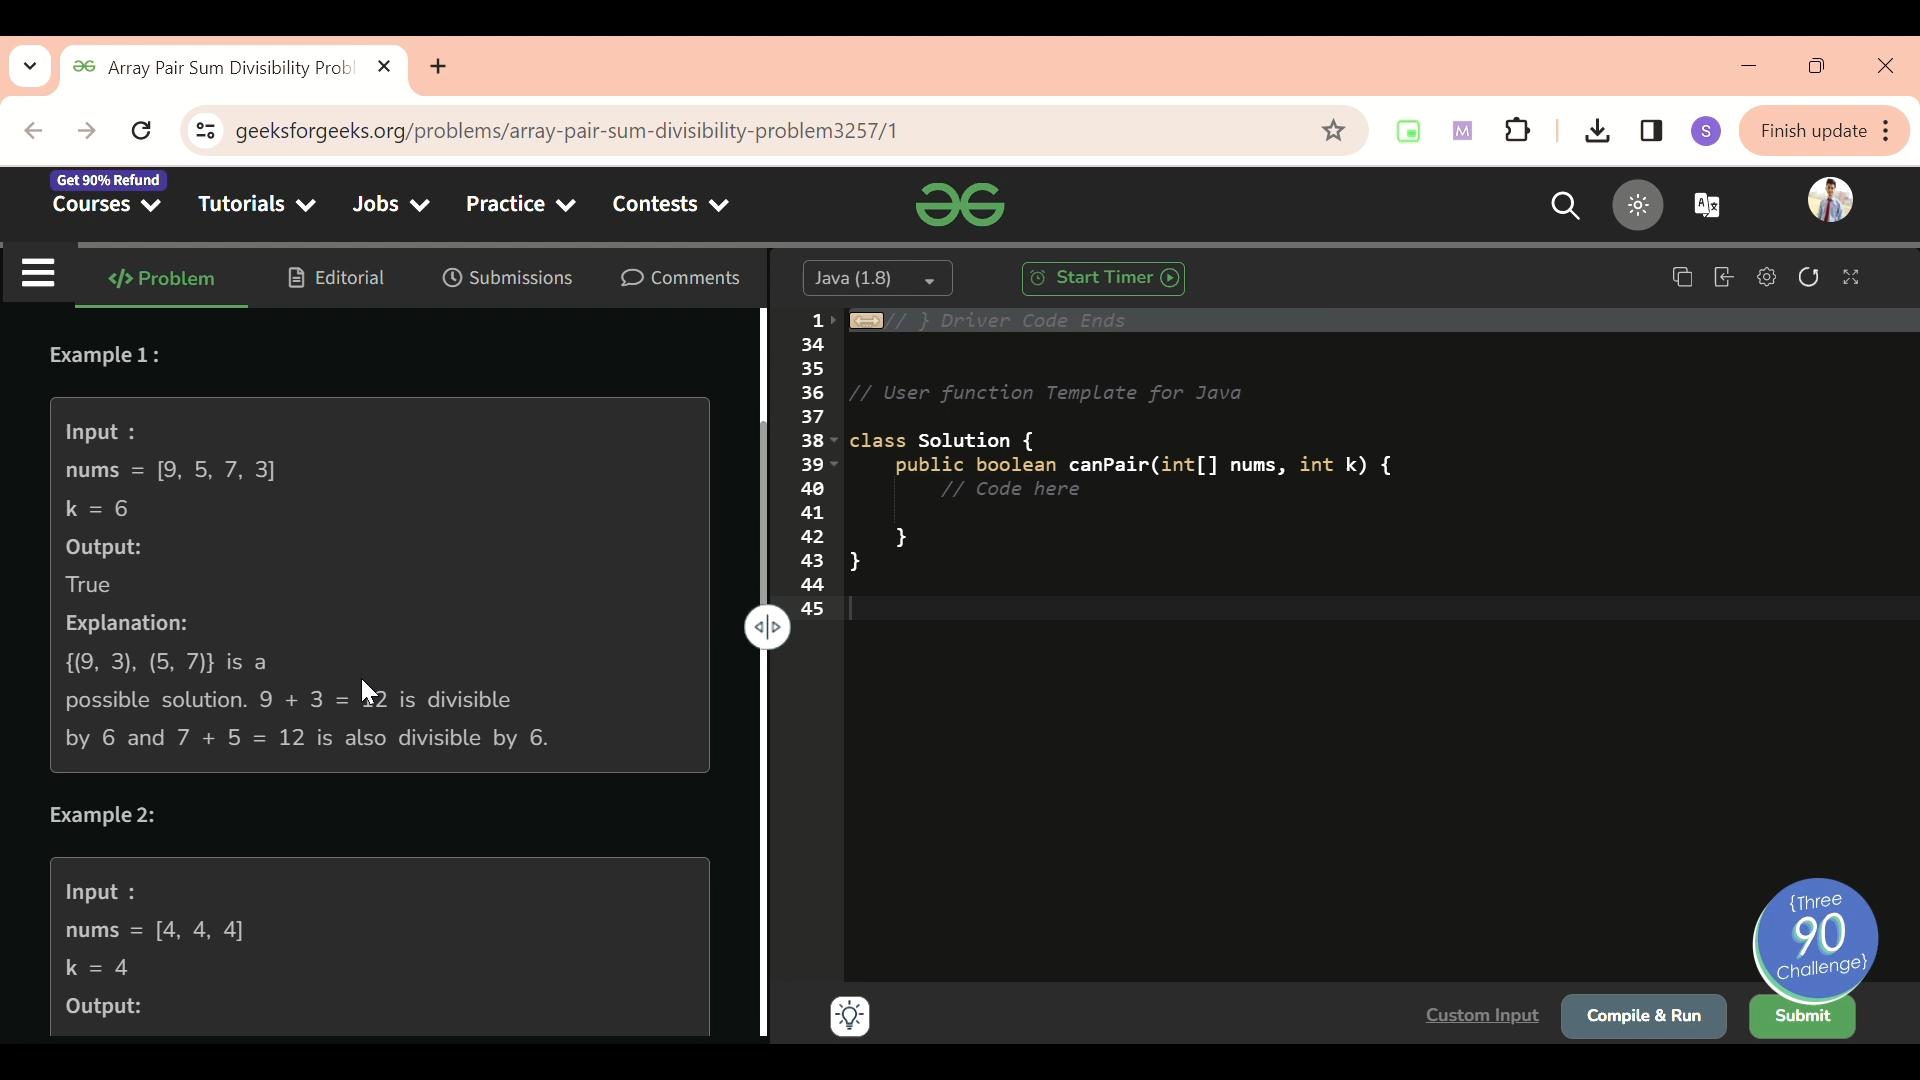 Array Pair Sum Divisibility Probl
geeksforgeeks.org/problems/array-pair-sum-divisibility-problem3257/1
M
S
Finish update
Get 90% Refund
Courses
Tutorials
Jobs
Practice
Contests
</> Problem
Editorial
Submissions
Comments
Java (1.8)
Start Timer
Example 1 :
Input :
nums = [9, 5, 7, 3]
k = 6
Output:
True
Explanation:
{(9, 3), (5, 7)} is a
possible solution. 9 + 3 = 12 is divisible
by 6 and 7 + 5 = 12 is also divisible by 6.
Example 2:
Input :
nums = [4, 4, 4]
k = 4
Output:
1 // } Driver Code Ends
34
35
36 // User function Template for Java
37
38 class Solution {
39 public boolean canPair(int[] nums, int k) {
40 // Code here
41
42 }
43 }
44
45
{Three
90
Challenge}
Custom Input
Compile & Run
Submit